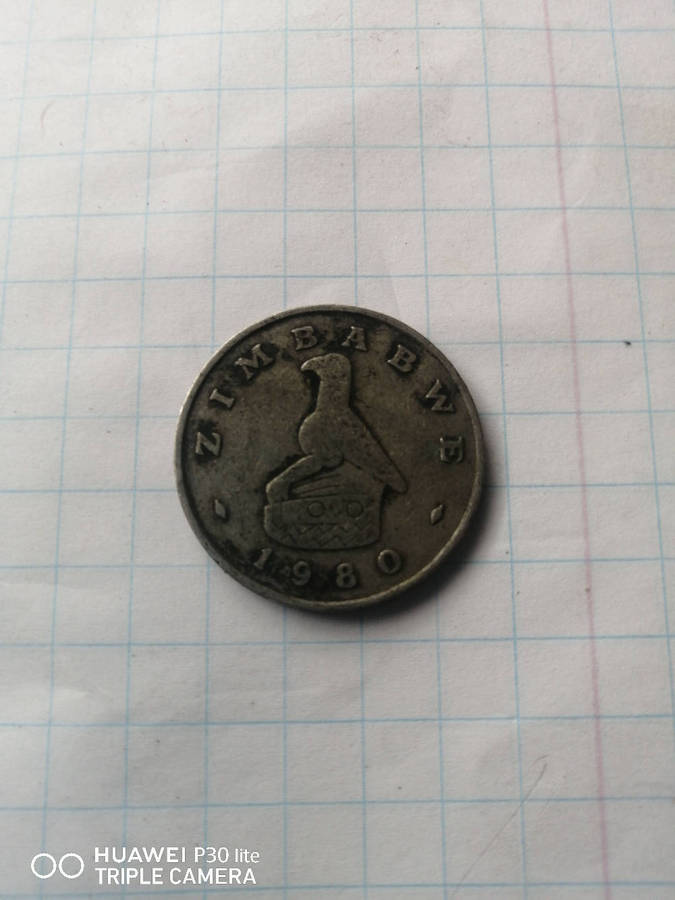 ZIMBABWE
1980
HUAWEI P30 lite
TRIPLE CAMERA